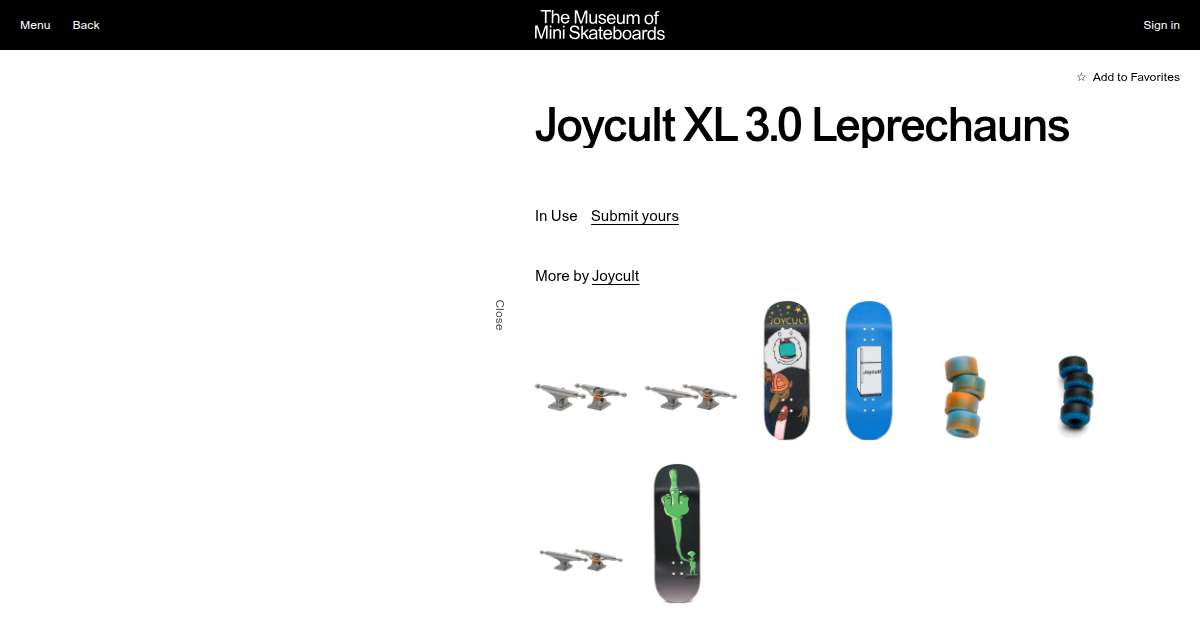 Menu
Back
The Museum of
Mini Skateboards
Sign in
☆ Add to Favorites
Joycult XL 3.0 Leprechauns
In Use
Submit yours
More by Joycult
Close
JOYCULT
Joycult